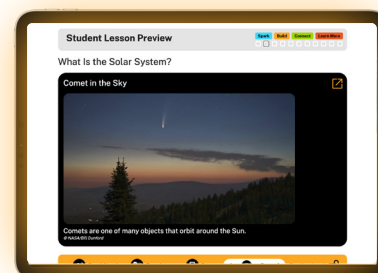 Student Lesson Preview
Spark Build Connect Learn More
What Is the Solar System?
Comet in the Sky
Comets are one of many objects that orbit around the Sun.
© NASA/Bill Dunford